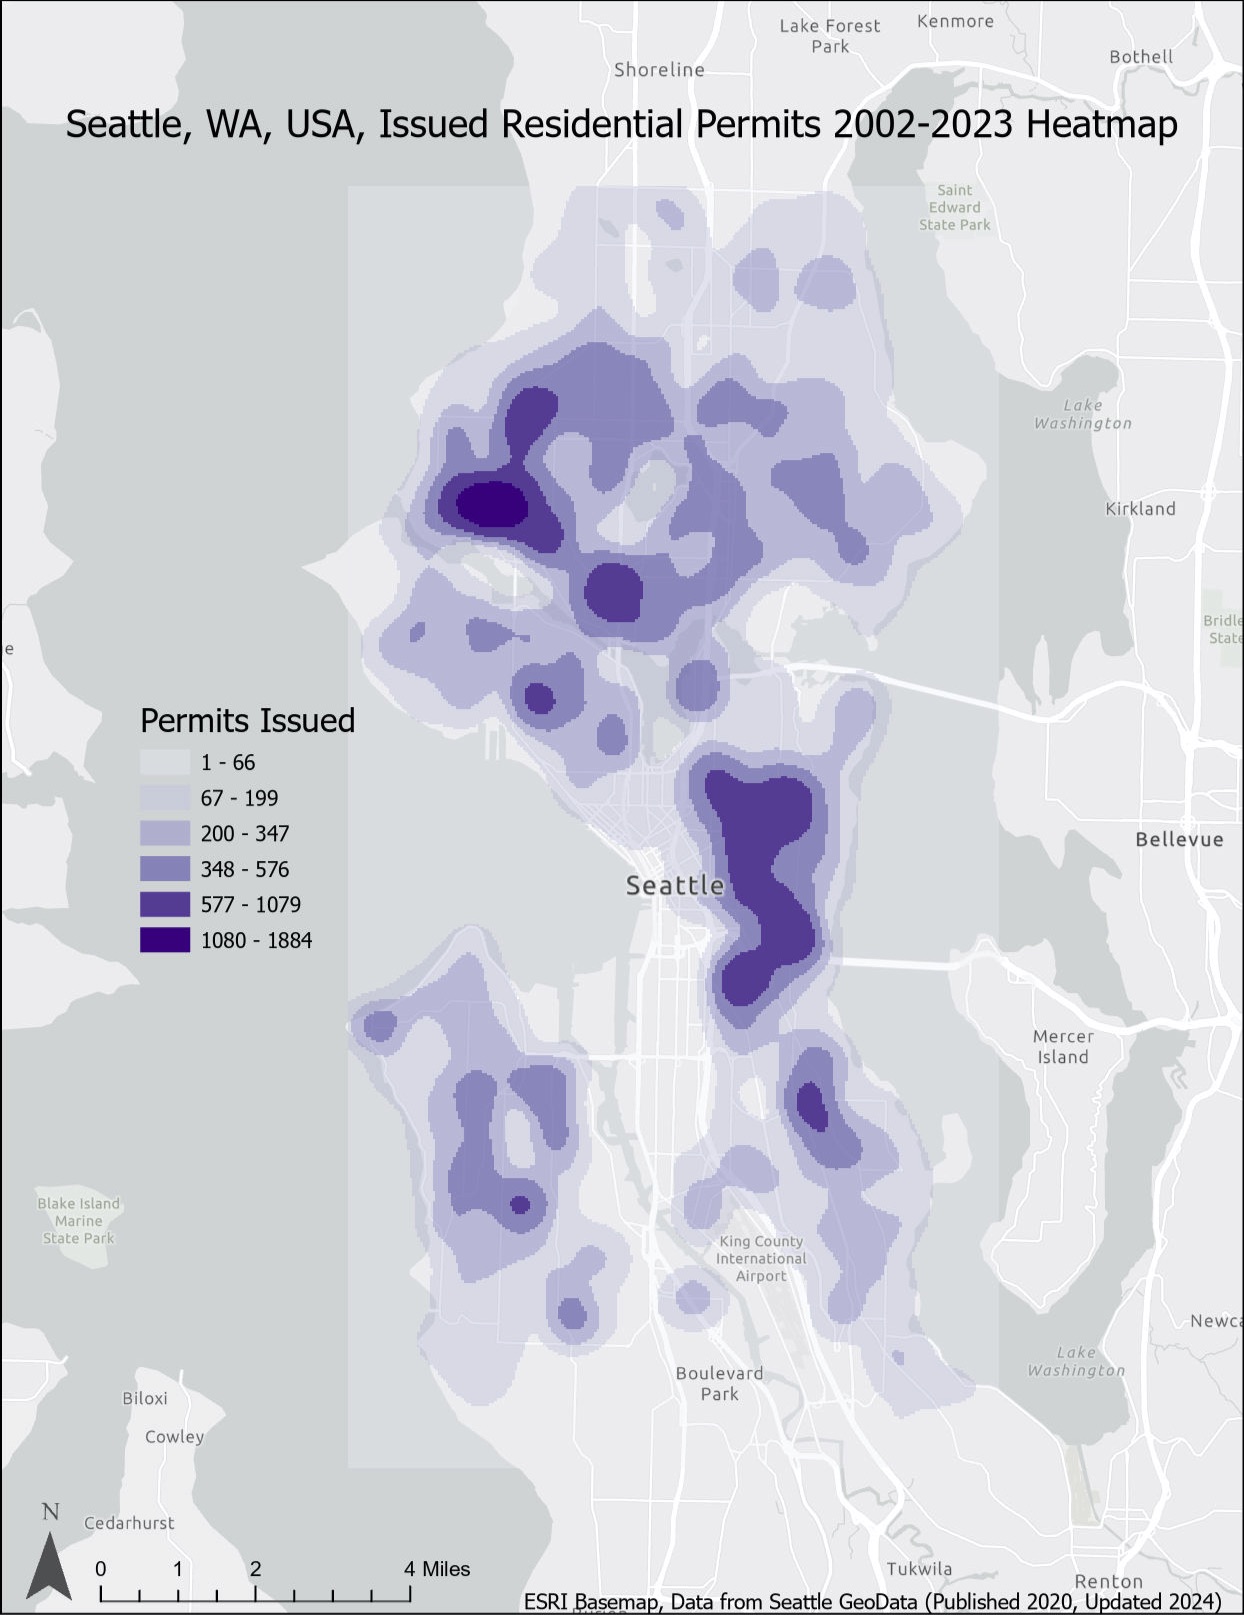 Lake Forest
Park
Kenmore
Bothell
Shoreline
Seattle, WA, USA, Issued Residential Permits 2002-2023 Heatmap
Saint
Edward
State Park
Lake
Washington
Kirkland
Bridle
State
Permits Issued
1 - 66
67 - 199
200 - 347
348 - 576
577 - 1079
1080 - 1884
Bellevue
Seattle
Mercer
Island
Blake Island
Marine
State Park
King County
International
Airport
Newca
Lake
Washington
Boulevard
Park
Biloxi
Cowley
N
Cedarhurst
0 1 2 4 Miles
Tukwila
Renton
ESRI Basemap, Data from Seattle GeoData (Published 2020, Updated 2024)